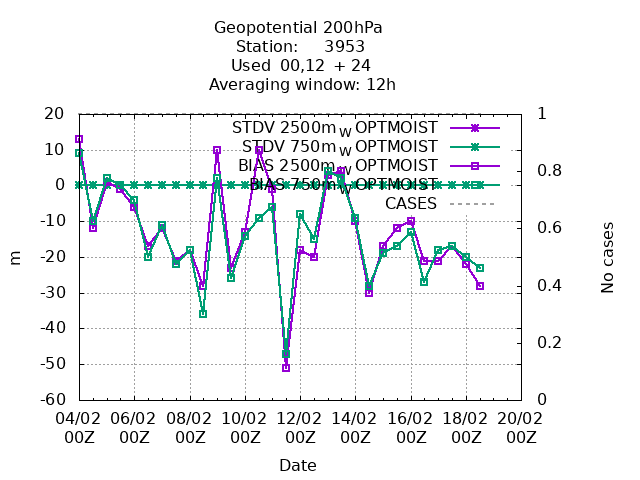 Geopotential 200hPa
Station: 3953
Used 00,12 + 24
Averaging window: 12h
20 1
STDV 2500m_W OPTMOIST
STDV 750m_W OPTMOIST
10
BIAS 2500m_W OPTMOIST
0.8
0
BIAS 750m_W OPTMOIST
CASES
-10
0.6
-20
m
No cases
-30
0.4
-40
0.2
-50
-60 0
04/02 06/02 08/02 10/02 12/02 14/02 16/02 18/02 20/02
00Z 00Z 00Z 00Z 00Z 00Z 00Z 00Z 00Z
Date